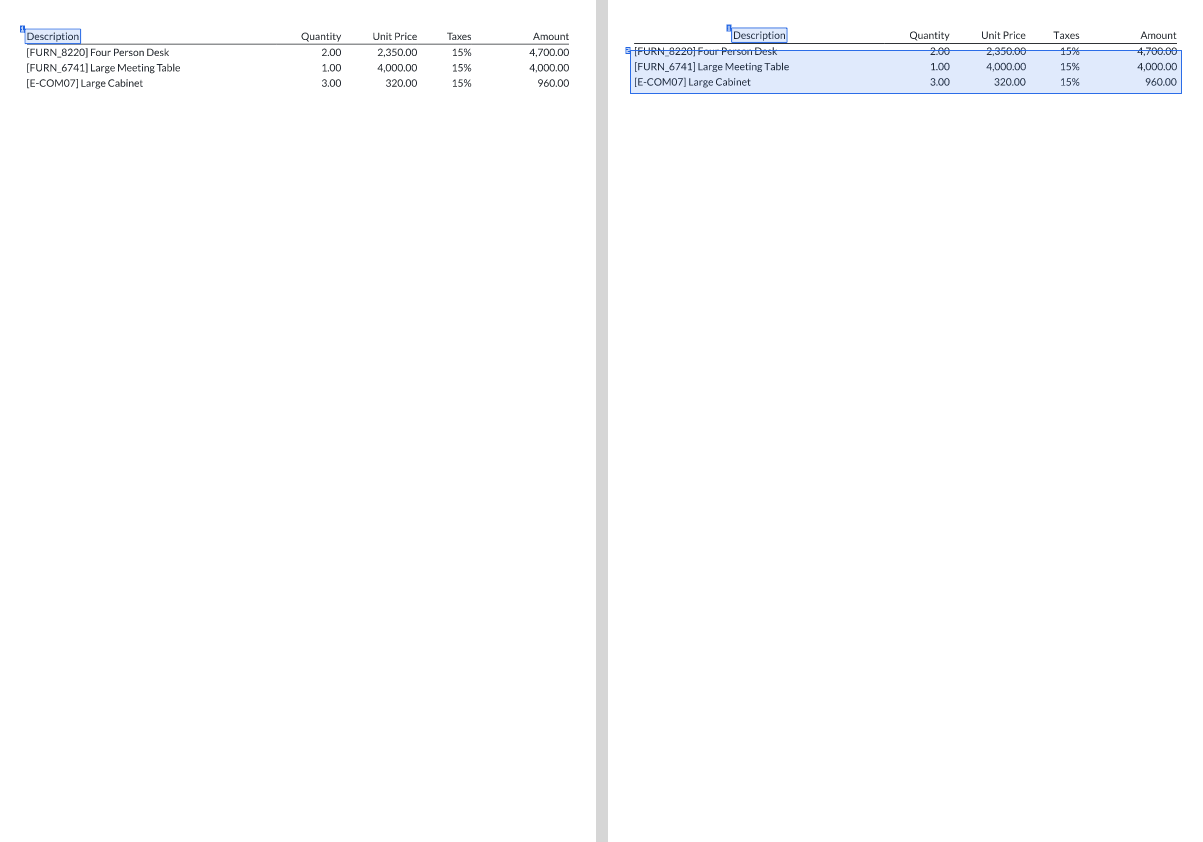 Description Quantity Unit Price Taxes Amount
[FURN_8220] Four Person Desk 2.00 2,350.00 15% 4,700.00
[FURN_6741] Large Meeting Table 1.00 4,000.00 15% 4,000.00
[E-COM07] Large Cabinet 3.00 320.00 15% 960.00
Description Quantity Unit Price Taxes Amount
[FURN_8220] Four Person Desk 2.00 2,350.00 15% 4,700.00
[FURN_6741] Large Meeting Table 1.00 4,000.00 15% 4,000.00
[E-COM07] Large Cabinet 3.00 320.00 15% 960.00